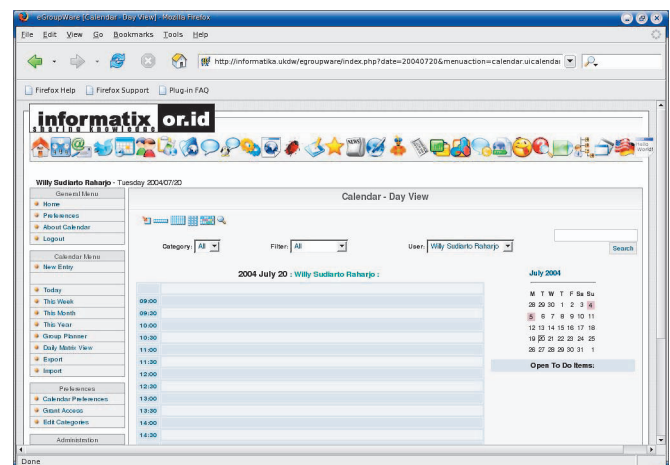 eGroupWare [Calendar - Day View] - Mozilla Firefox
File Edit View Go Bookmarks Tools Help
http://informatika.ukdw/egroupware/index.php?date=20040720&menuaction=calendar.uicalendar
Firefox Help Firefox Support Plug-in FAQ
informatix or.id
sharing knowledge
Hello World!
Willy Sudiarto Raharjo - Tuesday 2004/07/20
General Menu
Home
Preferences
About Calendar
Logout
Calendar Menu
New Entry
Today
This Week
This Month
This Year
Group Planner
Daily Matrix View
Export
Import
Preferences
Calendar Preferences
Grant Access
Edit Categories
Administration
Calendar - Day View
Category: All Filter: All User: Willy Sudiarto Raharjo
Search
2004 July 20 : Willy Sudiarto Raharjo :
09:00
09:30
10:00
10:30
11:00
11:30
12:00
12:30
13:00
13:30
14:00
14:30
July 2004
M T W T F Sa Su
28 29 30 1 2 3 4
5 6 7 8 9 10 11
12 13 14 15 16 17 18
19 20 21 22 23 24 25
26 27 28 29 30 31 1
Open To Do Items:
Done